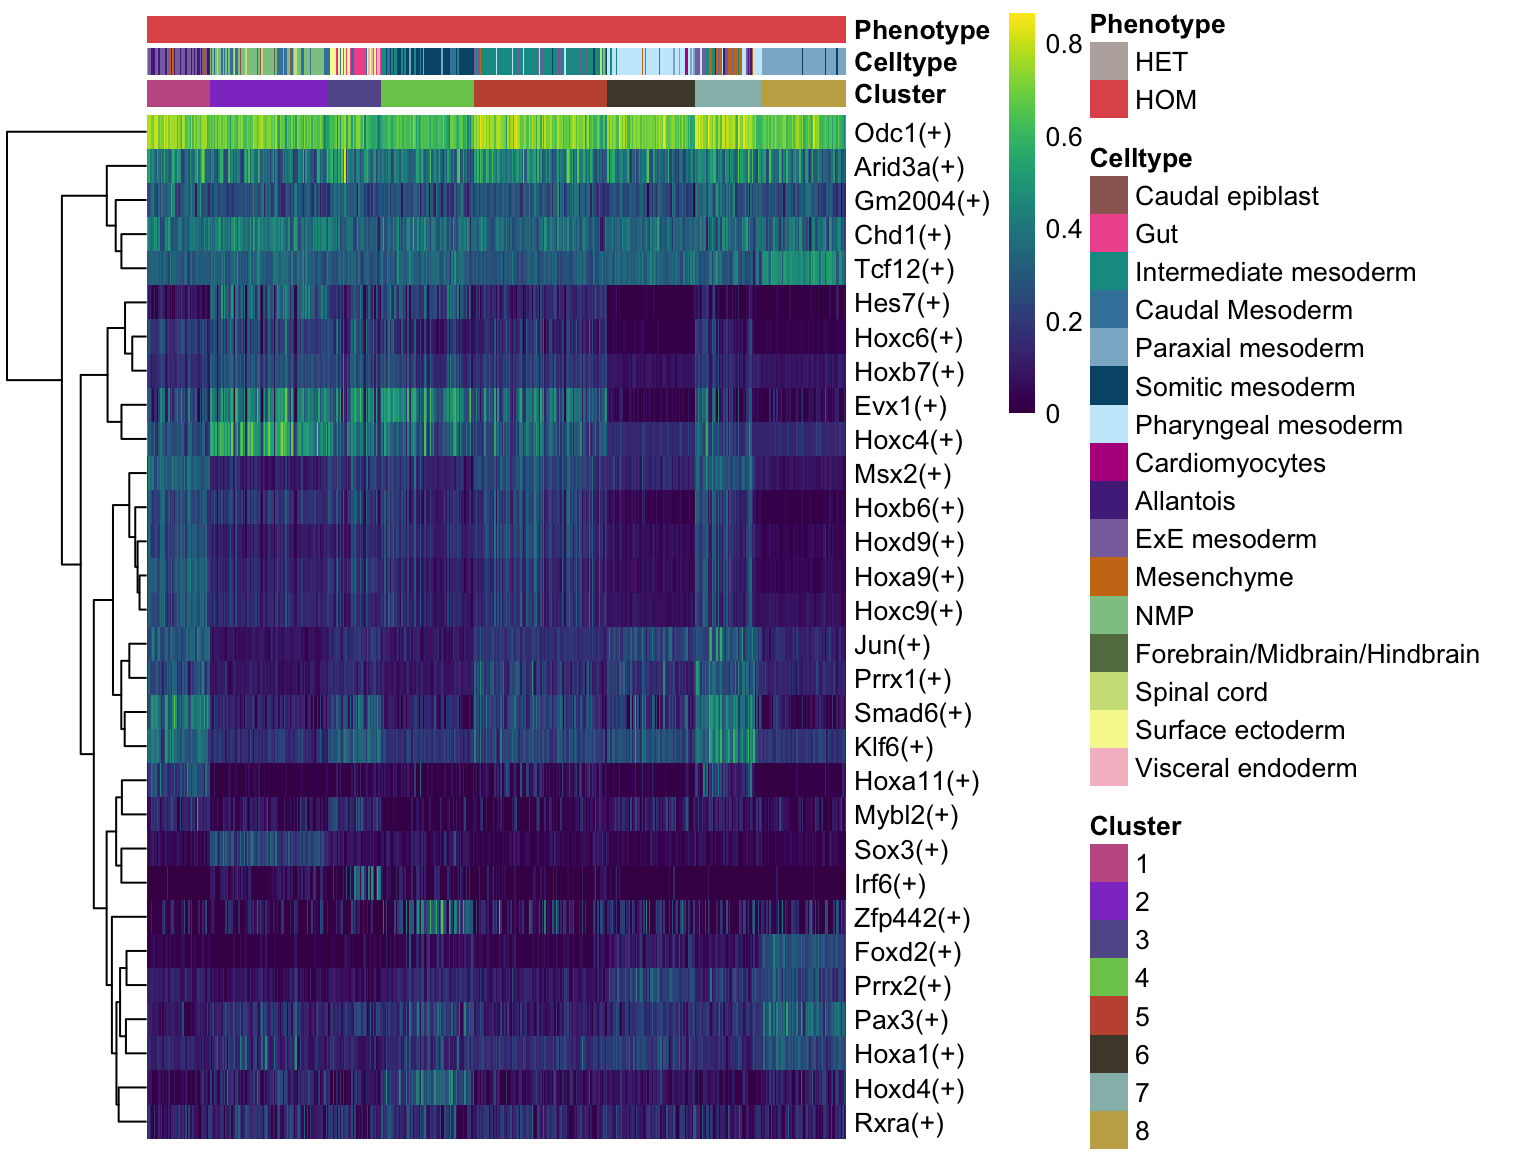 Phenotype
Celltype
Cluster
Odc1(+)
Arid3a(+)
Gm2004(+)
Chd1(+)
Tcf12(+)
Hes7(+)
Hoxc6(+)
Hoxb7(+)
Evx1(+)
Hoxc4(+)
Msx2(+)
Hoxb6(+)
Hoxd9(+)
Hoxa9(+)
Hoxc9(+)
Jun(+)
Prrx1(+)
Smad6(+)
Klf6(+)
Hoxa11(+)
Mybl2(+)
Sox3(+)
Irf6(+)
Zfp442(+)
Foxd2(+)
Prrx2(+)
Pax3(+)
Hoxa1(+)
Hoxd4(+)
Rxra(+)
0.8
0.6
0.4
0.2
0
Phenotype
HET
HOM
Celltype
Caudal epiblast
Gut
Intermediate mesoderm
Caudal Mesoderm
Paraxial mesoderm
Somitic mesoderm
Pharyngeal mesoderm
Cardiomyocytes
Allantois
ExE mesoderm
Mesenchyme
NMP
Forebrain/Midbrain/Hindbrain
Spinal cord
Surface ectoderm
Visceral endoderm
Cluster
1
2
3
4
5
6
7
8